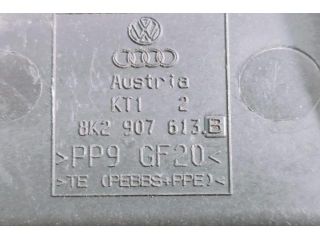 Austria
KT1 2
8K2 907 613 B
>PP9 GF20<
>TE (PEBBS+PPE)<